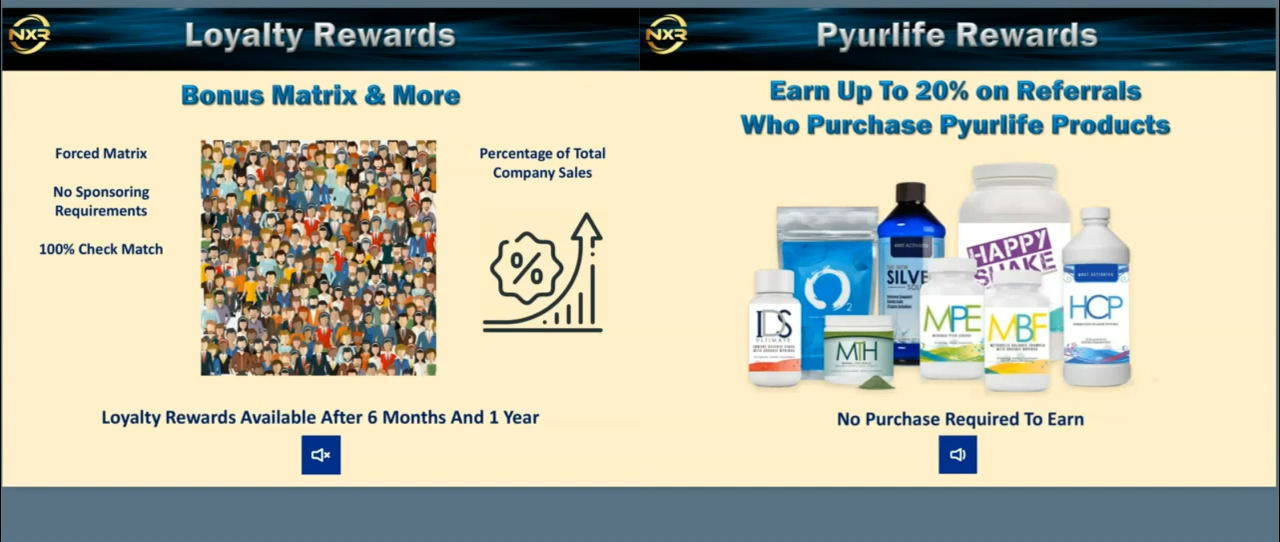 NXR
Loyalty Rewards
Bonus Matrix & More
Forced Matrix
No Sponsoring
Requirements
100% Check Match
Percentage of Total
Company Sales
%
Loyalty Rewards Available After 6 Months And 1 Year
NXR
Pyurlife Rewards
Earn Up To 20% on Referrals
Who Purchase Pyurlife Products
HAPPY
SHAKE
SILVE
O2
IDS
ULTIMATE
MTH
MPE
MBF
HCP
No Purchase Required To Earn